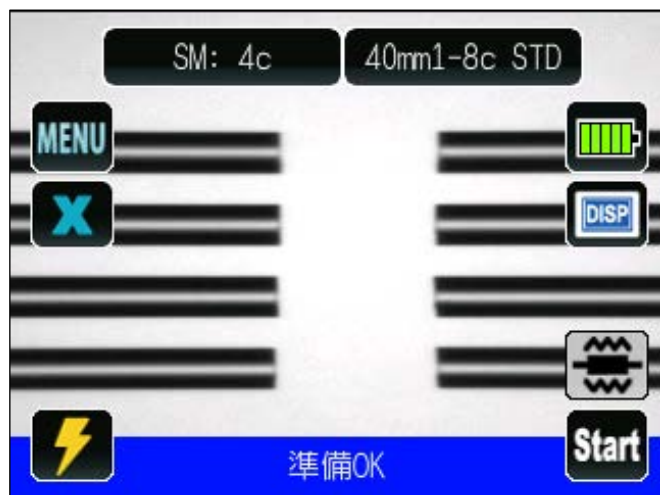 SM: 4c
40mm1-8c STD
MENU
X
DISP
Start
準備OK